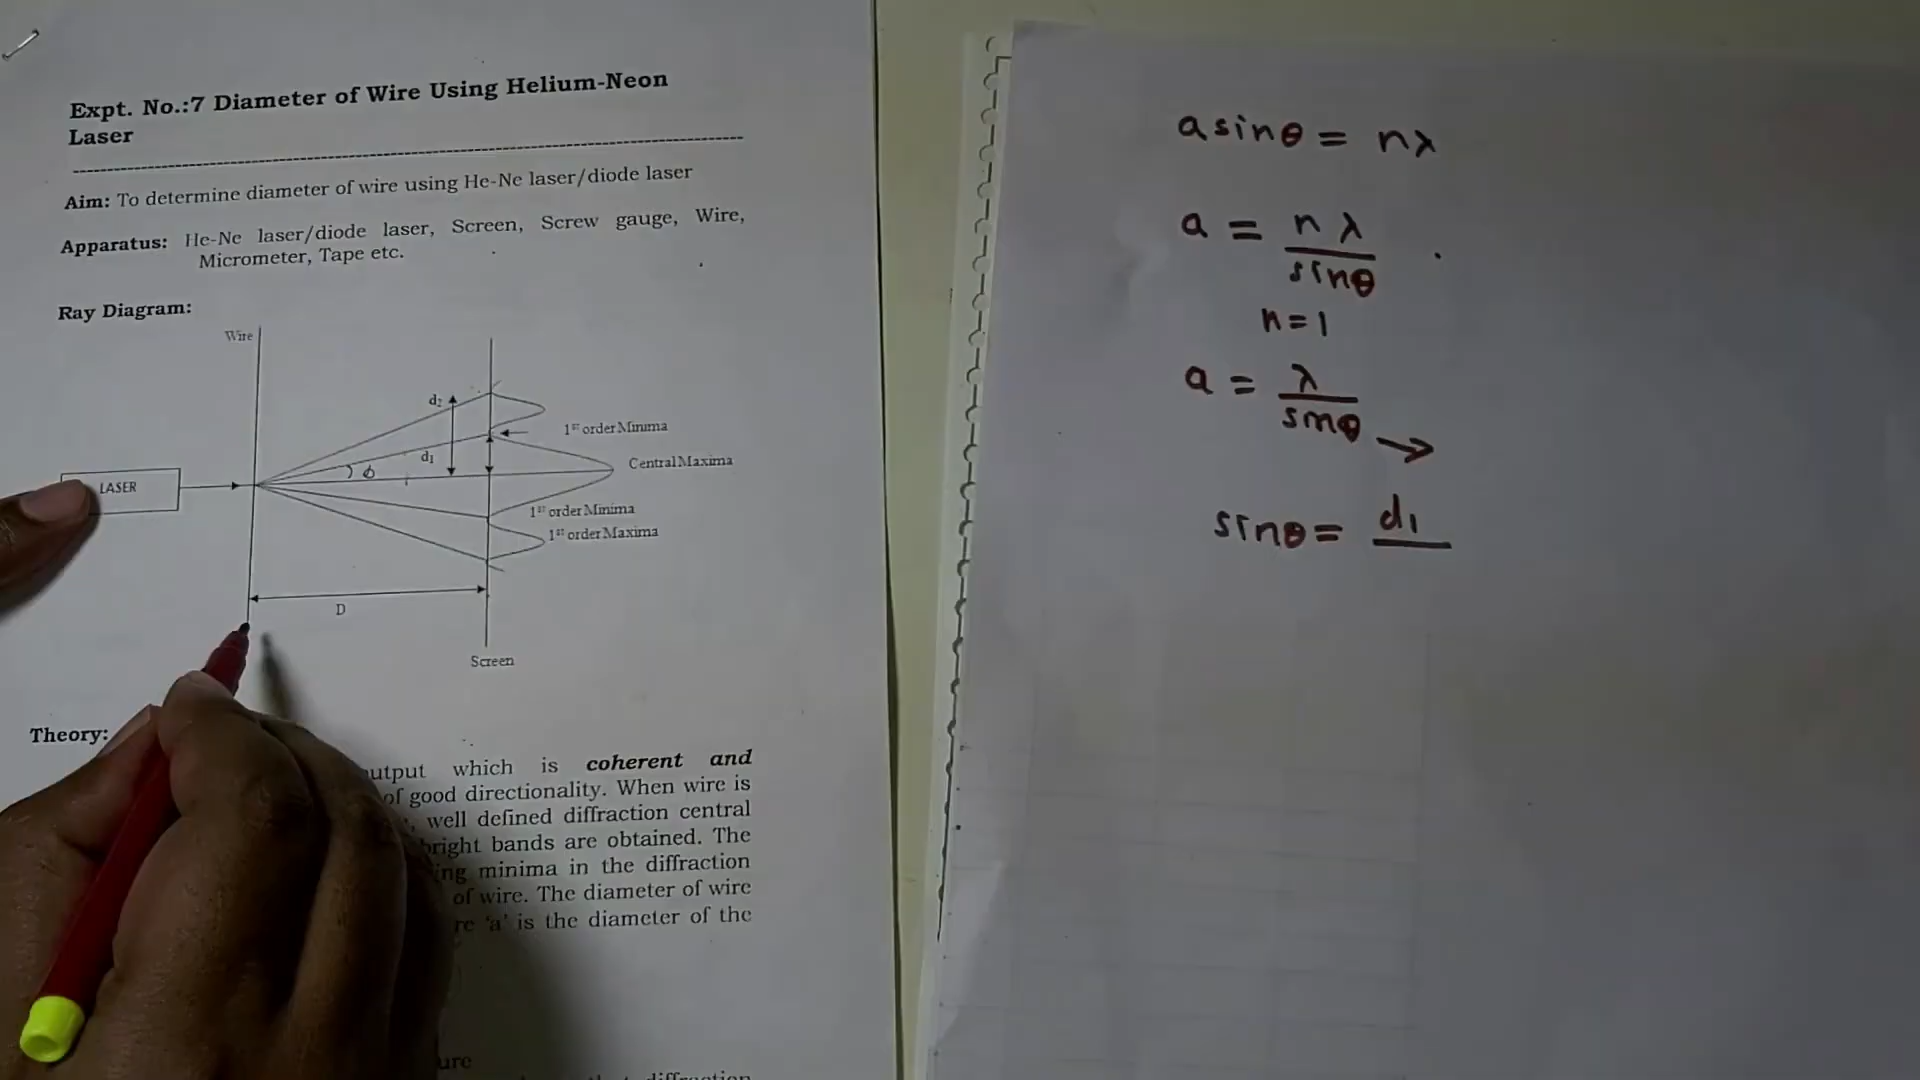 Expt. No.:7 Diameter of Wire Using Helium-Neon
Laser
Aim: To determine diameter of wire using He-Ne laser/diode laser
Apparatus: He-Ne laser/diode laser, Screen, Screw gauge, Wire,
Micrometer, Tape etc.
Ray Diagram:
Wire
d₂
1ˢᵗ order Minima
d₁
Central Maxima
ϕ
LASER
1ˢᵗ order Minima
1ˢᵗ order Maxima
D
Screen
Theory:
which is coherent and
of good directionality. When wire is
well defined diffraction central
bright bands are obtained. The
minima in the diffraction
of wire. The diameter of wire
'a' is the diameter of the
diffraction
a sinθ = nλ
a = nλ / sinθ
n = 1
a = λ / sinθ →
sinθ = d₁